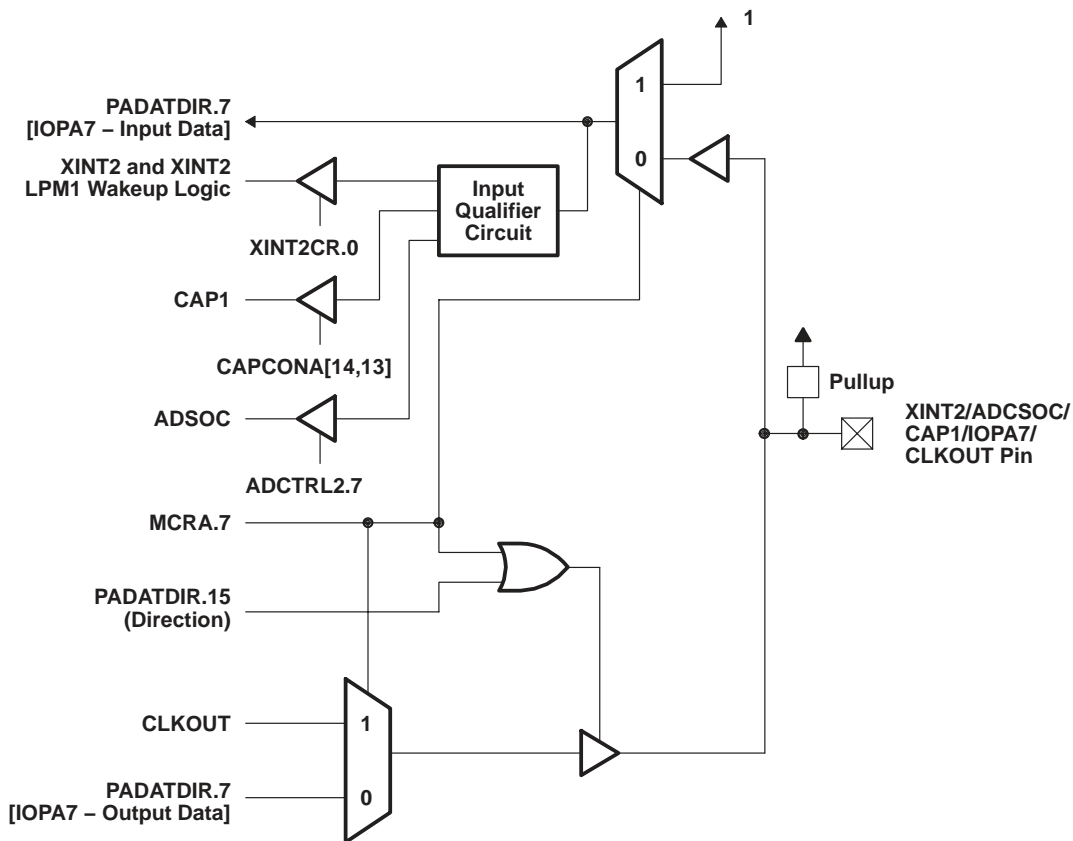 1
PADATDIR.7
[IOPA7 – Input Data]
1
0
XINT2 and XINT2
LPM1 Wakeup Logic
Input
Qualifier
Circuit
XINT2CR.0
CAP1
CAPCONA[14,13]
Pullup
ADSOC
XINT2/ADCSOC/
CAP1/IOPA7/
CLKOUT Pin
ADCTRL2.7
MCRA.7
PADATDIR.15
(Direction)
CLKOUT
1
PADATDIR.7
[IOPA7 – Output Data]
0